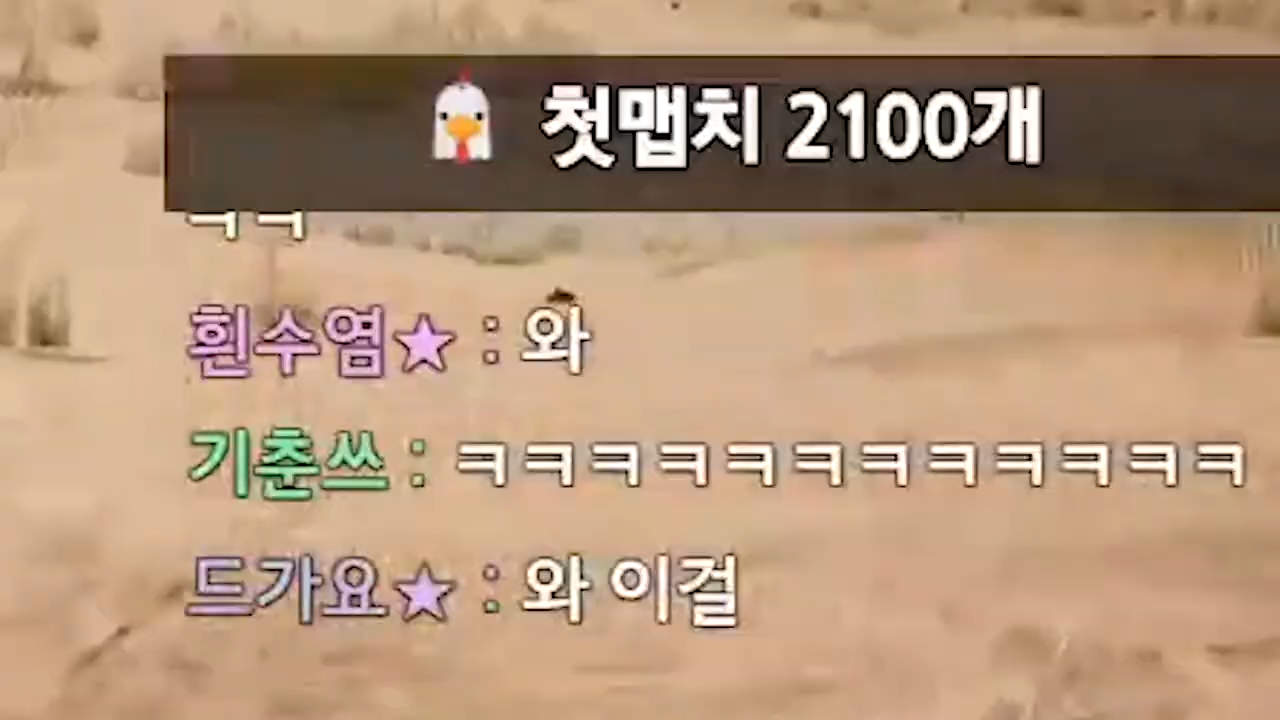 첫맵치 2100개
ㅋㅋ
흰수염★ : 와
기춘쓰 : ㅋㅋㅋㅋㅋㅋㅋㅋㅋㅋㅋㅋ
드가요★ : 와 이걸